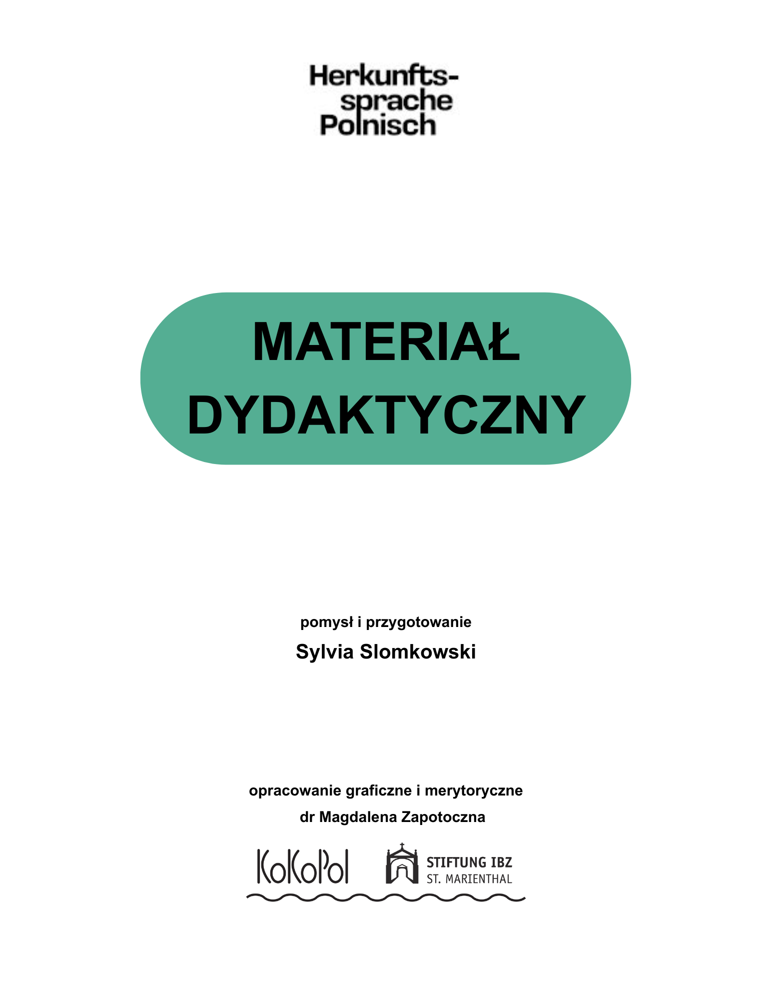 Herkunfts-
sprache
Polnisch
MATERIAŁ
DYDAKTYCZNY
pomysł i przygotowanie
Sylvia Slomkowski
opracowanie graficzne i merytoryczne
dr Magdalena Zapotoczna
KoKoPol
STIFTUNG IBZ
ST. MARIENTHAL